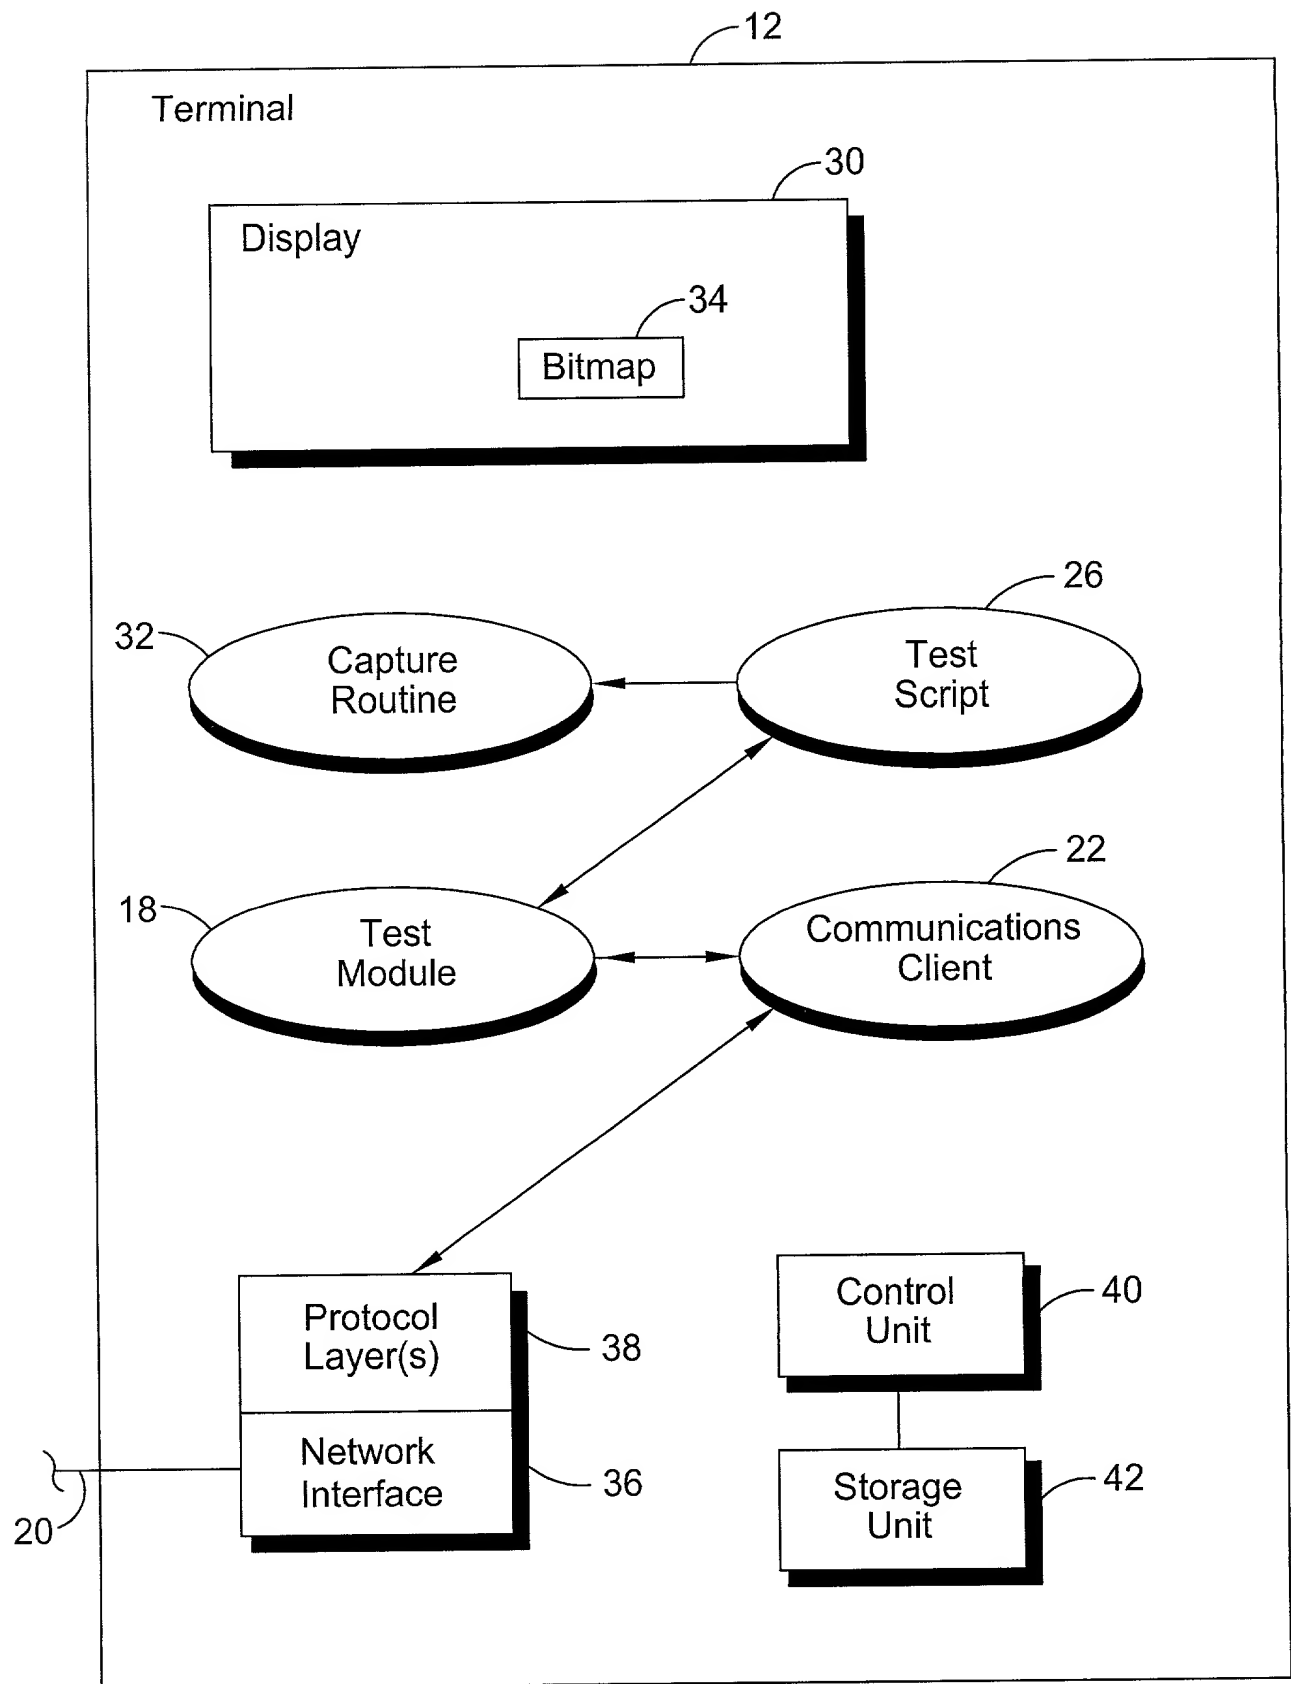 12
Terminal
30
Display
34
Bitmap
26
32
Capture
Routine
Test
Script
22
18
Test
Module
Communications
Client
Protocol
Layer(s)
38
Control
Unit
40
Network
Interface
36
20
Storage
Unit
42